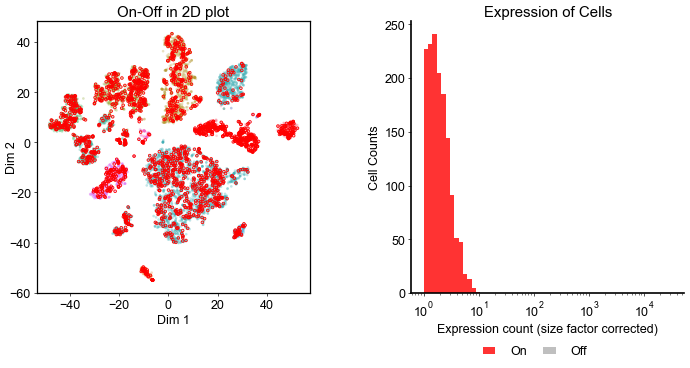 On-Off in 2D plot
40
20
0
−20
−40
−60
Dim 2
−40
−20
0
20
40
Dim 1
Expression of Cells
250
200
150
100
50
0
Cell Counts
10^0
10^1
10^2
10^3
10^4
Expression count (size factor corrected)
On
Off